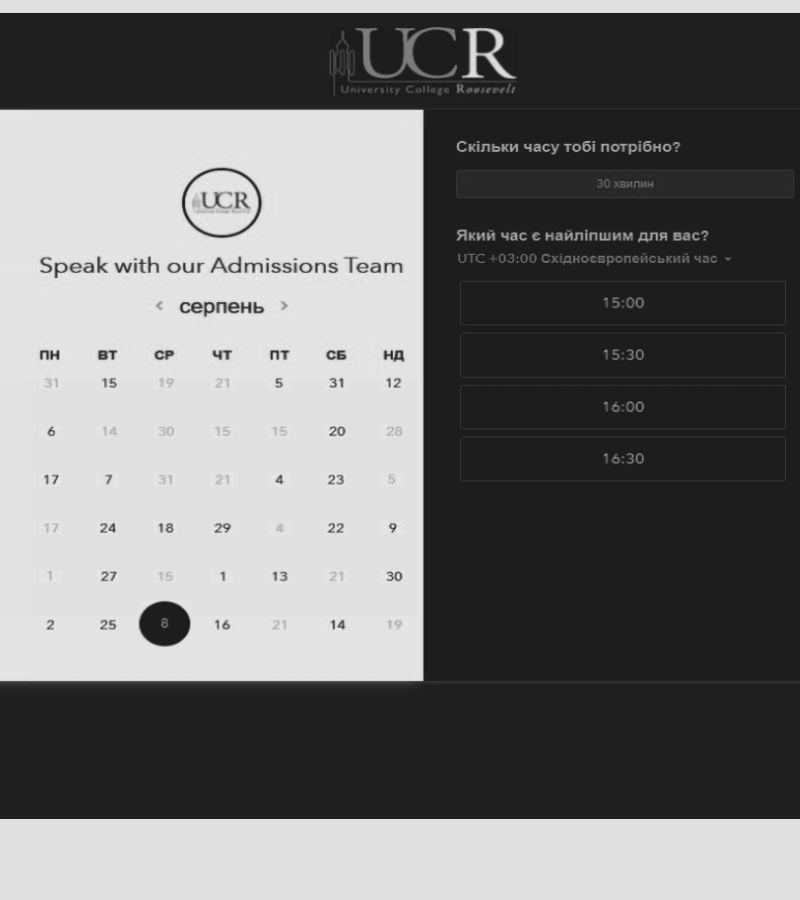 UCR
University College Roosevelt
UCR
Speak with our Admissions Team
< серпень >
ПН ВТ СР ЧТ ПТ СБ НД
31 15 19 21 5 31 12
6 14 30 15 15 20 28
17 7 31 21 4 23 5
17 24 18 29 4 22 9
1 27 15 1 13 21 30
2 25 8 16 21 14 19
Скільки часу тобі потрібно?
30 хвилин
Який час є найліпшим для вас?
UTC +03:00 Східноєвропейський час
15:00
15:30
16:00
16:30